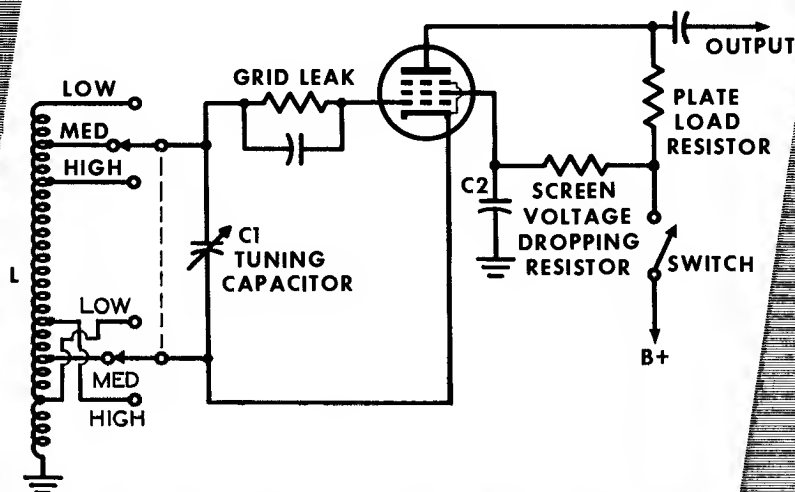 LOW
MED
HIGH
L
LOW
MED
HIGH
GRID LEAK
C1
TUNING
CAPACITOR
OUTPUT
PLATE
LOAD
RESISTOR
C2
SCREEN
VOLTAGE
DROPPING
RESISTOR
SWITCH
B+